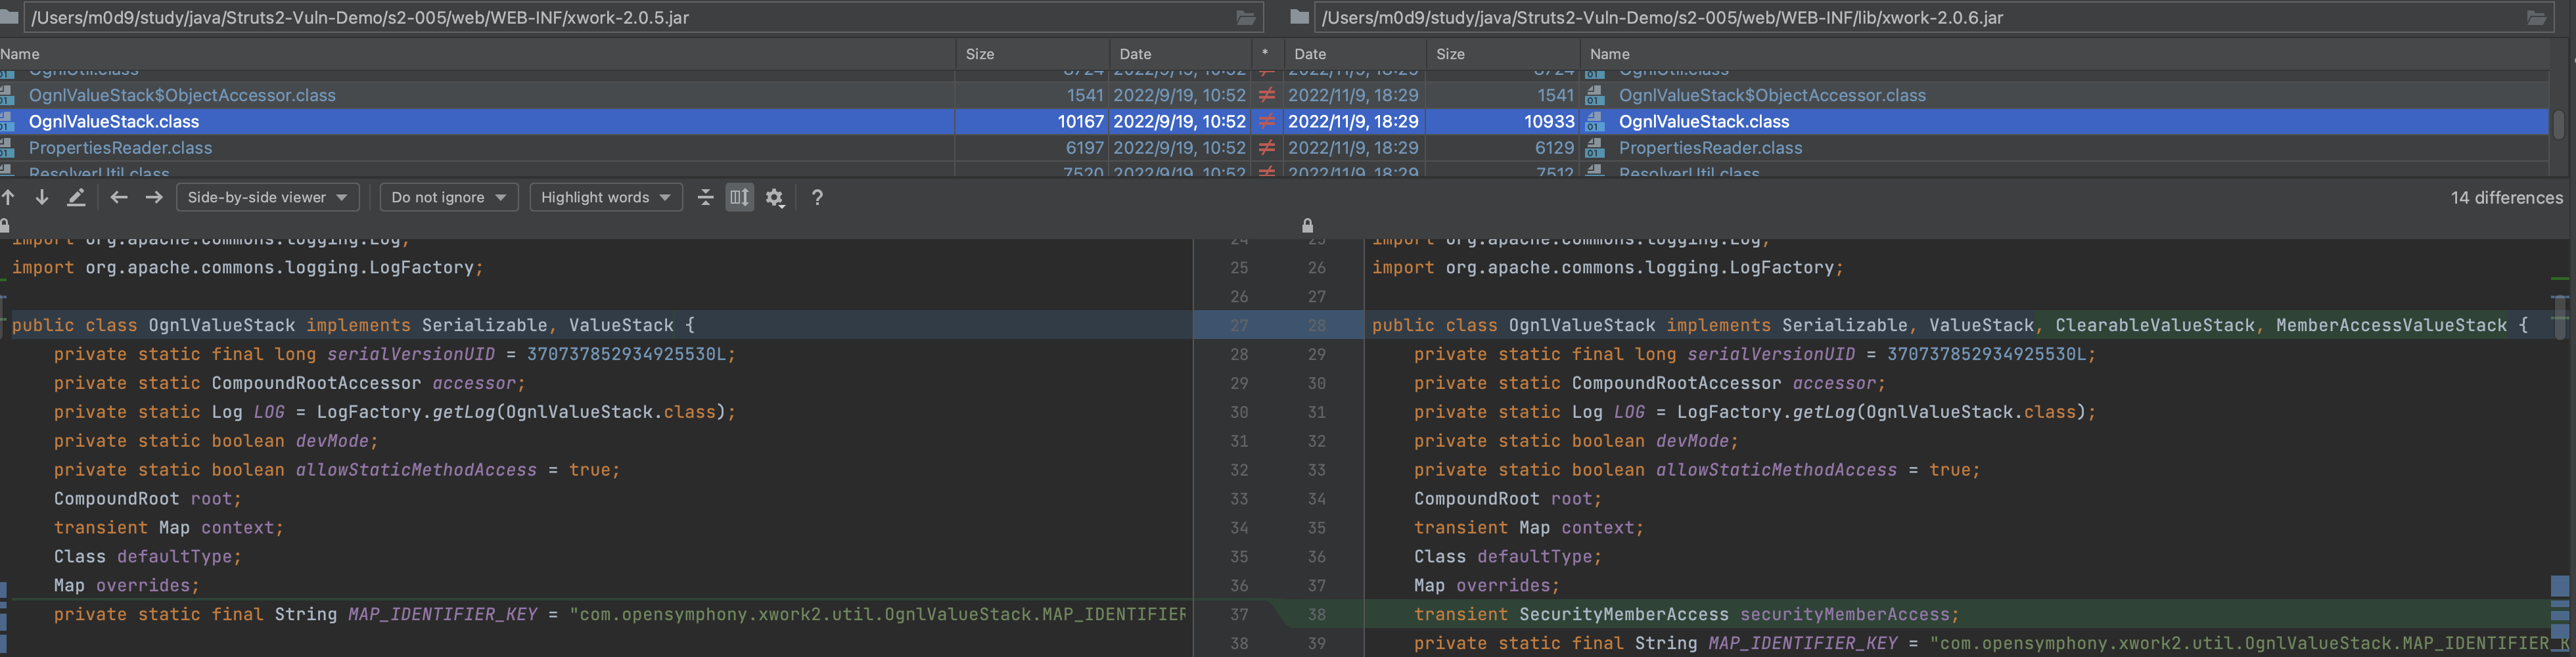 /Users/m0d9/study/java/Struts2-Vuln-Demo/s2-005/web/WEB-INF/xwork-2.0.5.jar /Users/m0d9/study/java/Struts2-Vuln-Demo/s2-005/web/WEB-INF/lib/xwork-2.0.6.jar
Name Size Date * Date Size Name
OgnlUtil.class 8724 2022/9/19, 10:52 ≠ 2022/11/9, 18:29 8724 OgnlUtil.class
OgnlValueStack$ObjectAccessor.class 1541 2022/9/19, 10:52 ≠ 2022/11/9, 18:29 1541 OgnlValueStack$ObjectAccessor.class
OgnlValueStack.class 10167 2022/9/19, 10:52 ≠ 2022/11/9, 18:29 10933 OgnlValueStack.class
PropertiesReader.class 6197 2022/9/19, 10:52 ≠ 2022/11/9, 18:29 6129 PropertiesReader.class
ResolverUtil.class 7520 2022/9/19, 10:52 ≠ 2022/11/9, 18:29 7512 ResolverUtil.class
Side-by-side viewer Do not ignore Highlight words ? 14 differences
import org.apache.commons.logging.Log; 24 25 import org.apache.commons.logging.Log;
import org.apache.commons.logging.LogFactory; 25 26 import org.apache.commons.logging.LogFactory;
26 27
public class OgnlValueStack implements Serializable, ValueStack { 27 28 public class OgnlValueStack implements Serializable, ValueStack, ClearableValueStack, MemberAccessValueStack {
private static final long serialVersionUID = 370737852934925530L; 28 29 private static final long serialVersionUID = 370737852934925530L;
private static CompoundRootAccessor accessor; 29 30 private static CompoundRootAccessor accessor;
private static Log LOG = LogFactory.getLog(OgnlValueStack.class); 30 31 private static Log LOG = LogFactory.getLog(OgnlValueStack.class);
private static boolean devMode; 31 32 private static boolean devMode;
private static boolean allowStaticMethodAccess = true; 32 33 private static boolean allowStaticMethodAccess = true;
CompoundRoot root; 33 34 CompoundRoot root;
transient Map context; 34 35 transient Map context;
Class defaultType; 35 36 Class defaultType;
Map overrides; 36 37 Map overrides;
private static final String MAP_IDENTIFIER_KEY = "com.opensymphony.xwork2.util.OgnlValueStack.MAP_IDENTIFIER 37 38 transient SecurityMemberAccess securityMemberAccess;
38 39 private static final String MAP_IDENTIFIER_KEY = "com.opensymphony.xwork2.util.OgnlValueStack.MAP_IDENTIFIER_K